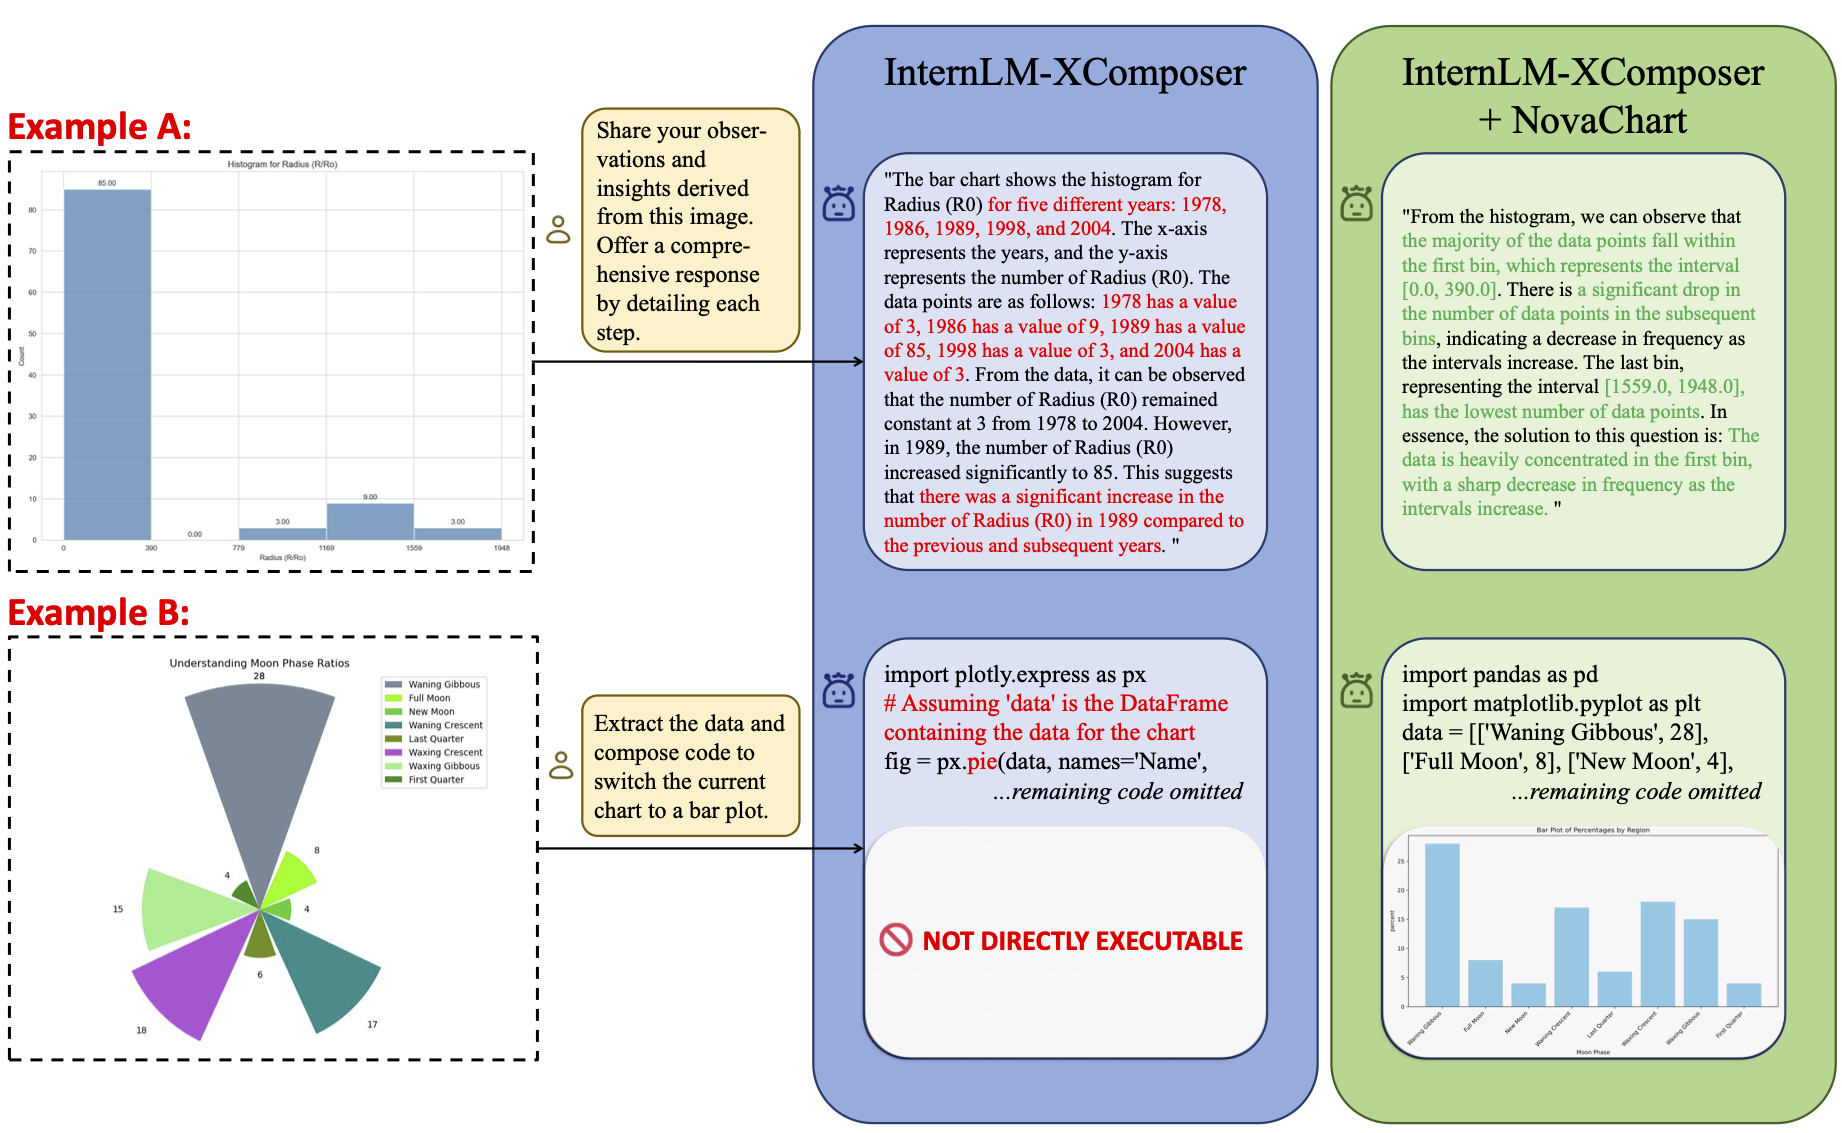 InternLM-XComposer
InternLM-XComposer
+ NovaChart
Example A:
Histogram for Radius (R/Ro)
Count
80
70
60
50
40
30
20
10
0
85.00
0.00
3.00
9.00
3.00
0
390
779
1169
1559
1948
Radius (R/Ro)
Share your obser-
vations and
insights derived
from this image.
Offer a compre-
hensive response
by detailing each
step.
"The bar chart shows the histogram for
Radius (R0) for five different years: 1978,
1986, 1989, 1998, and 2004. The x-axis
represents the years, and the y-axis
represents the number of Radius (R0). The
data points are as follows: 1978 has a value
of 3, 1986 has a value of 9, 1989 has a value
of 85, 1998 has a value of 3, and 2004 has a
value of 3. From the data, it can be observed
that the number of Radius (R0) remained
constant at 3 from 1978 to 2004. However,
in 1989, the number of Radius (R0)
increased significantly to 85. This suggests
that there was a significant increase in the
number of Radius (R0) in 1989 compared to
the previous and subsequent years. "
"From the histogram, we can observe that
the majority of the data points fall within
the first bin, which represents the interval
[0.0, 390.0]. There is a significant drop in
the number of data points in the subsequent
bins, indicating a decrease in frequency as
the intervals increase. The last bin,
representing the interval [1559.0, 1948.0],
has the lowest number of data points. In
essence, the solution to this question is: The
data is heavily concentrated in the first bin,
with a sharp decrease in frequency as the
intervals increase. "
Example B:
Understanding Moon Phase Ratios
28
8
4
17
6
18
15
4
Waning Gibbous
Full Moon
New Moon
Waning Crescent
Last Quarter
Waxing Crescent
Waxing Gibbous
First Quarter
Extract the data and
compose code to
switch the current
chart to a bar plot.
import plotly.express as px
# Assuming 'data' is the DataFrame
containing the data for the chart
fig = px.pie(data, names='Name',
...remaining code omitted
NOT DIRECTLY EXECUTABLE
import pandas as pd
import matplotlib.pyplot as plt
data = [['Waning Gibbous', 28],
['Full Moon', 8], ['New Moon', 4],
...remaining code omitted
Bar Plot of Percentages by Region
percent
25
20
15
10
5
0
Waning Gibbous
Full Moon
New Moon
Waning Crescent
Last Quarter
Waxing Crescent
Waxing Gibbous
First Quarter
Moon Phase